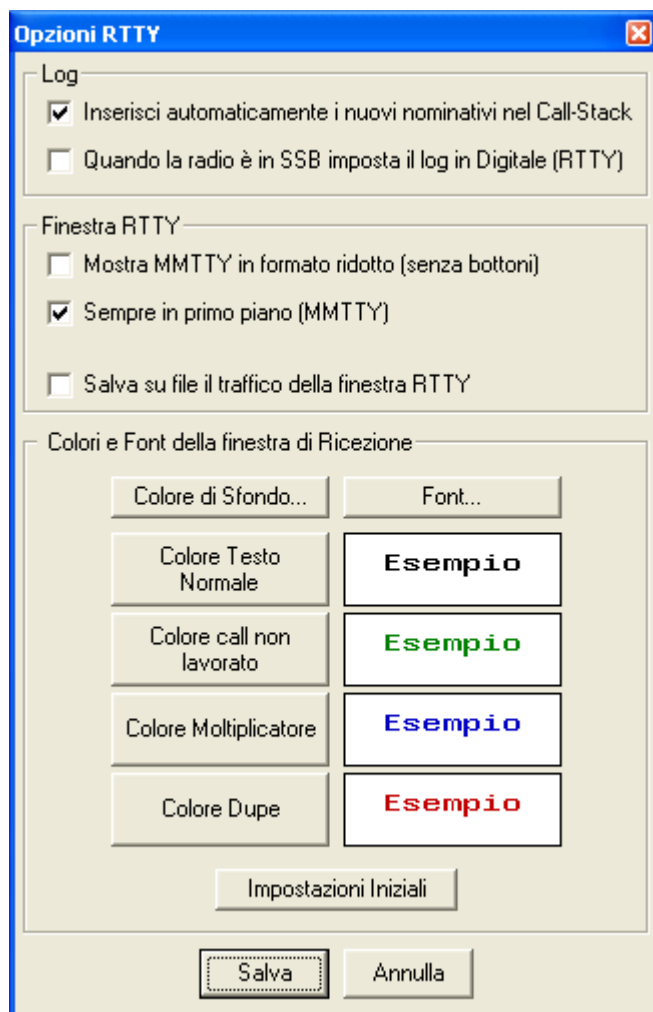 Opzioni RTTY
Log
Inserisci automaticamente i nuovi nominativi nel Call-Stack
Quando la radio è in SSB imposta il log in Digitale (RTTY)
Finestra RTTY
Mostra MMTTY in formato ridotto (senza bottoni)
Sempre in primo piano (MMTTY)
Salva su file il traffico della finestra RTTY
Colori e Font della finestra di Ricezione
Colore di Sfondo...
Font...
Colore Testo
Normale
Esempio
Colore call non
lavorato
Esempio
Colore Moltiplicatore
Esempio
Colore Dupe
Esempio
Impostazioni Iniziali
Salva
Annulla